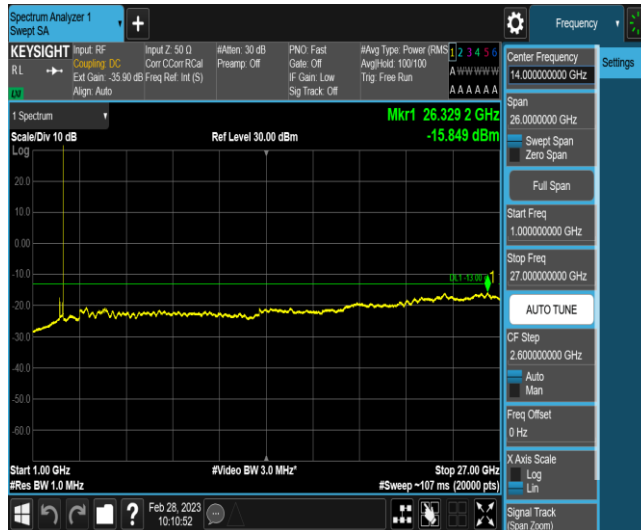 Spectrum Analyzer 1
Swept SA
Frequency
KEYSIGHT
RL
LXI
Input: RF
Coupling: DC
Ext Gain: -35.90 dB
Align: Auto
Input Z: 50 Ω
Corr CCorr RCal
Freq Ref: Int (S)
#Atten: 30 dB
Preamp: Off
PNO: Fast
Gate: Off
IF Gain: Low
Sig Track: Off
#Avg Type: Power (RMS
Avg|Hold: 100/100
Trig: Free Run
1 2 3 4 5 6
A W W W W W
A A A A A A
1 Spectrum
Scale/Div 10 dB
Log
Ref Level 30.00 dBm
Mkr1 26.329 2 GHz
-15.849 dBm
20.0
10.0
0.00
-10.0
-20.0
-30.0
-40.0
-50.0
-60.0
DL1 -13.00
1
Start 1.00 GHz
#Res BW 1.0 MHz
#Video BW 3.0 MHz*
Stop 27.00 GHz
#Sweep ~107 ms (20000 pts)
Feb 28, 2023
10:10:52
?
Center Frequency
14.000000000 GHz
Settings
Span
26.0000000 GHz
Swept Span
Zero Span
Full Span
Start Freq
1.000000000 GHz
Stop Freq
27.000000000 GHz
AUTO TUNE
CF Step
2.600000000 GHz
Auto
Man
Freq Offset
0 Hz
X Axis Scale
Log
Lin
Signal Track
(Span Zoom)